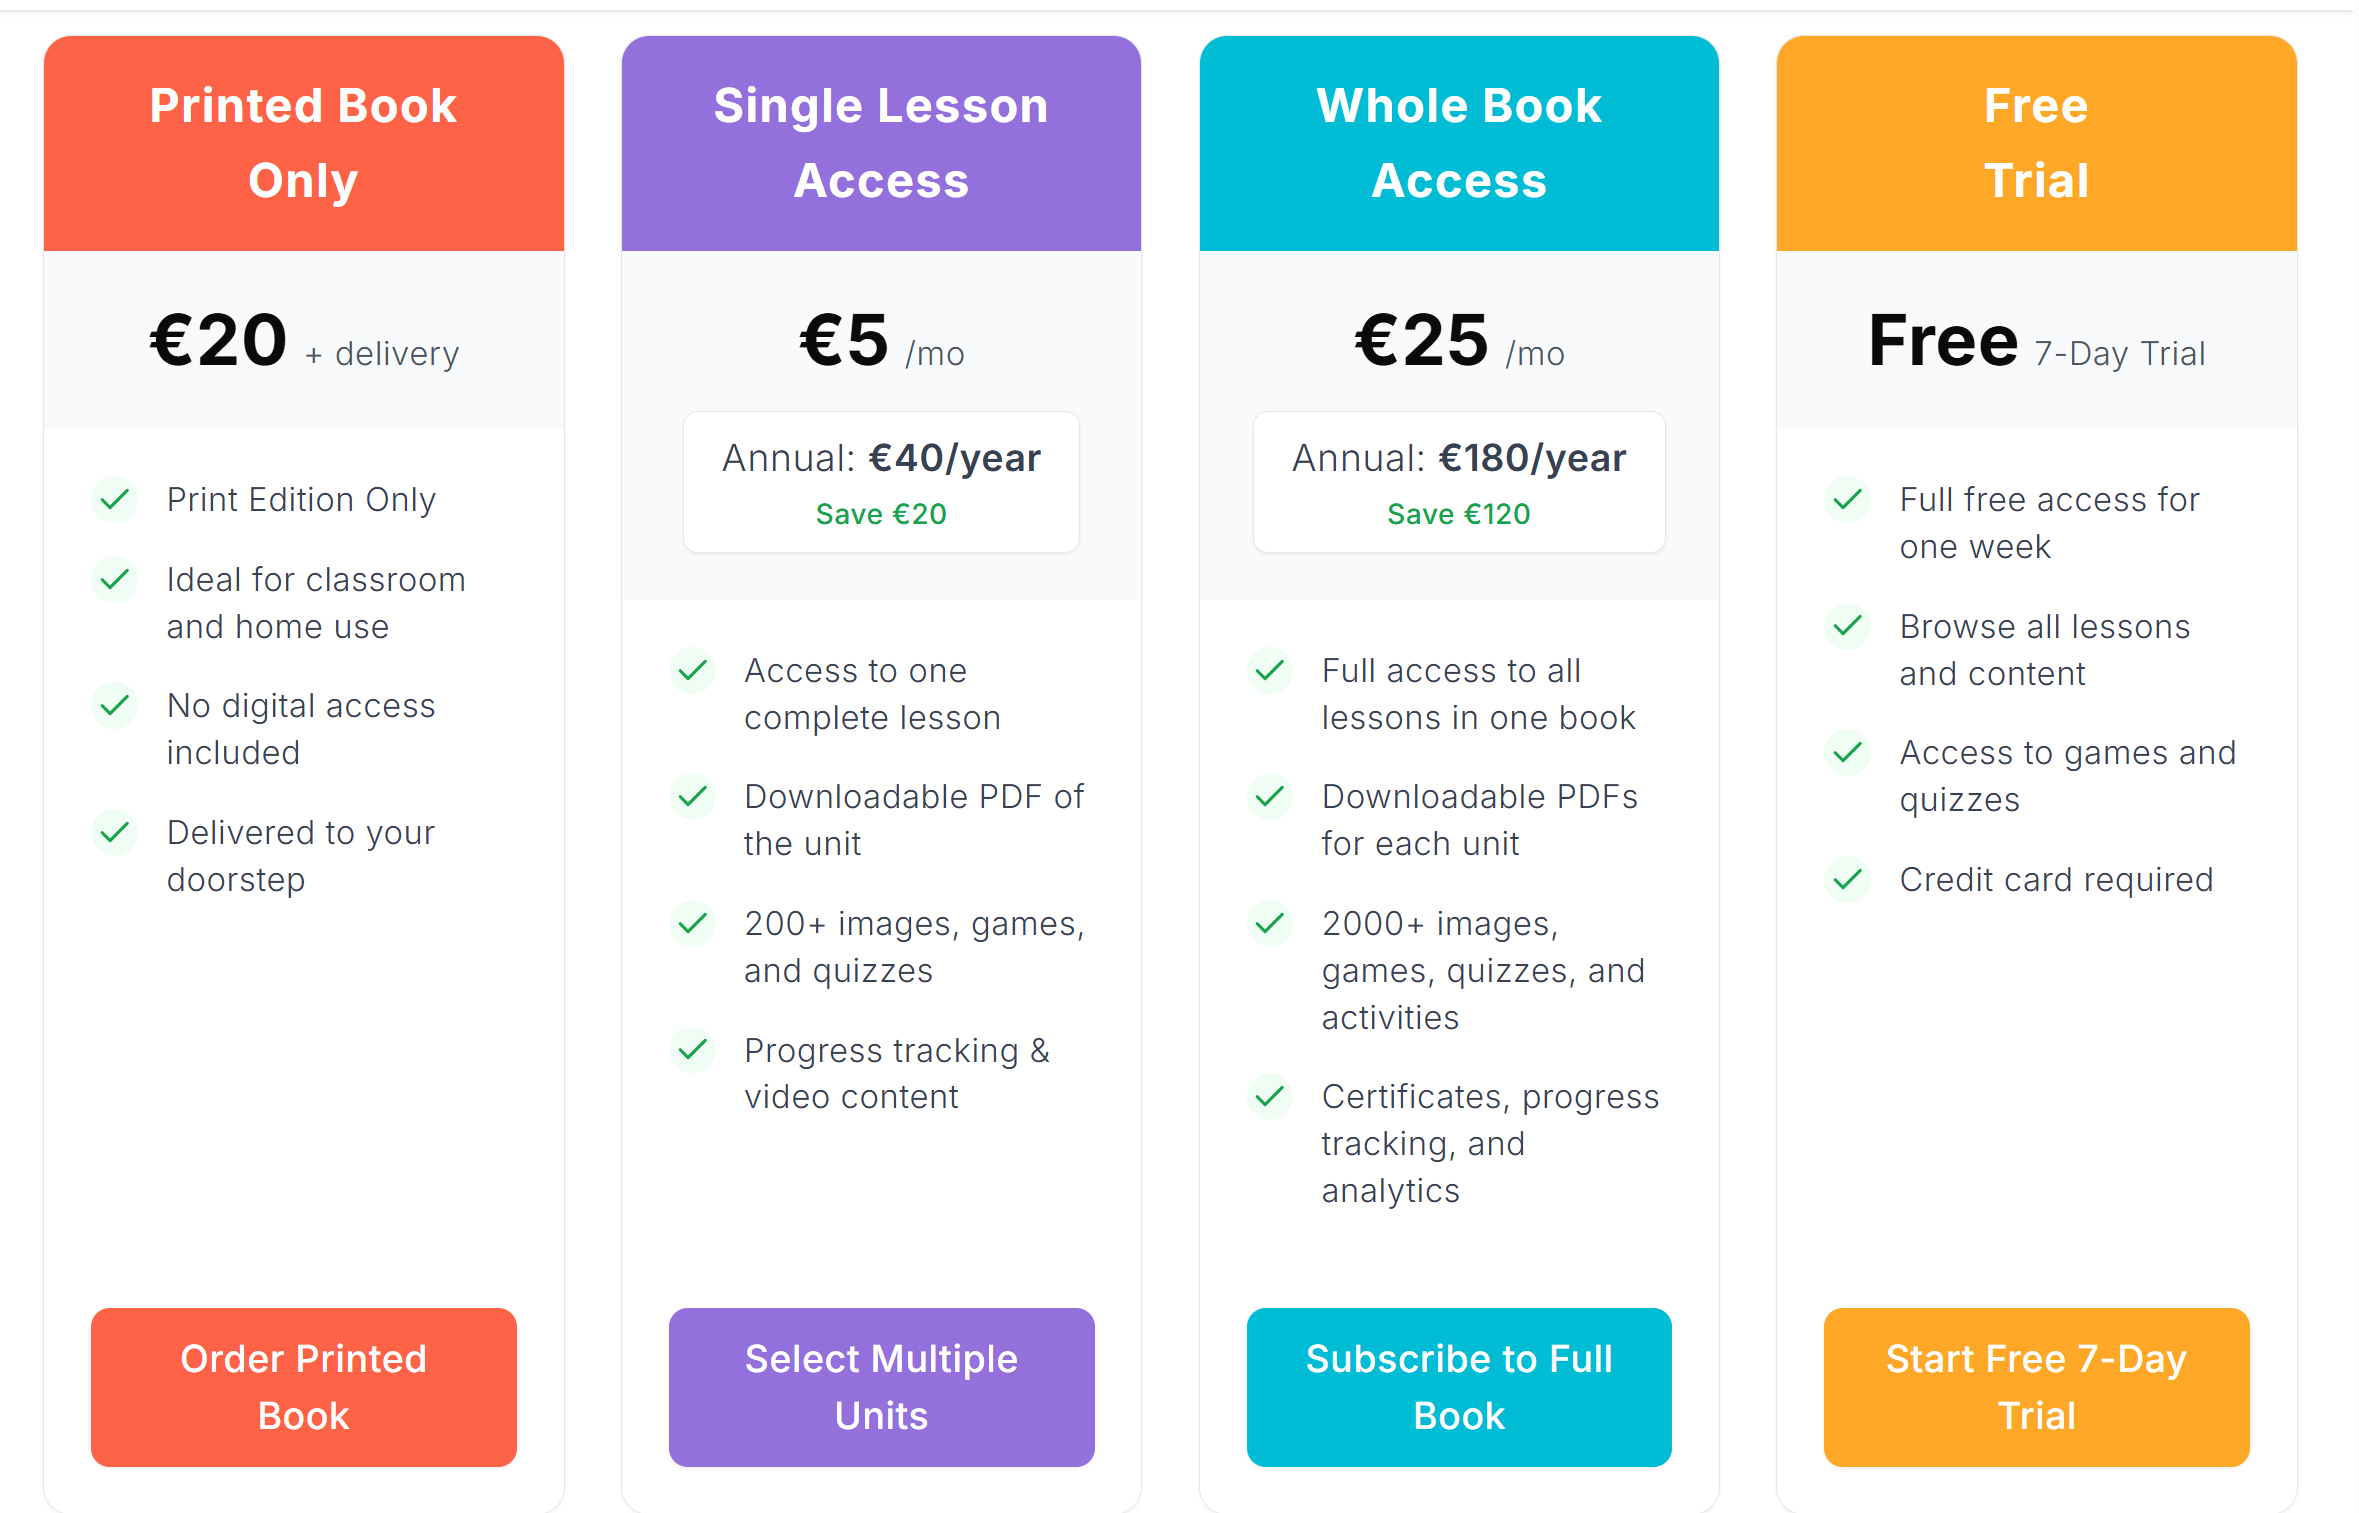 Printed Book
Only
€20 + delivery
Print Edition Only
Ideal for classroom
and home use
No digital access
included
Delivered to your
doorstep
Order Printed
Book
Single Lesson
Access
€5 /mo
Annual: €40/year
Save €20
Access to one
complete lesson
Downloadable PDF of
the unit
200+ images, games,
and quizzes
Progress tracking &
video content
Select Multiple
Units
Whole Book
Access
€25 /mo
Annual: €180/year
Save €120
Full access to all
lessons in one book
Downloadable PDFs
for each unit
2000+ images,
games, quizzes, and
activities
Certificates, progress
tracking, and
analytics
Subscribe to Full
Book
Free
Trial
Free 7-Day Trial
Full free access for
one week
Browse all lessons
and content
Access to games and
quizzes
Credit card required
Start Free 7-Day
Trial